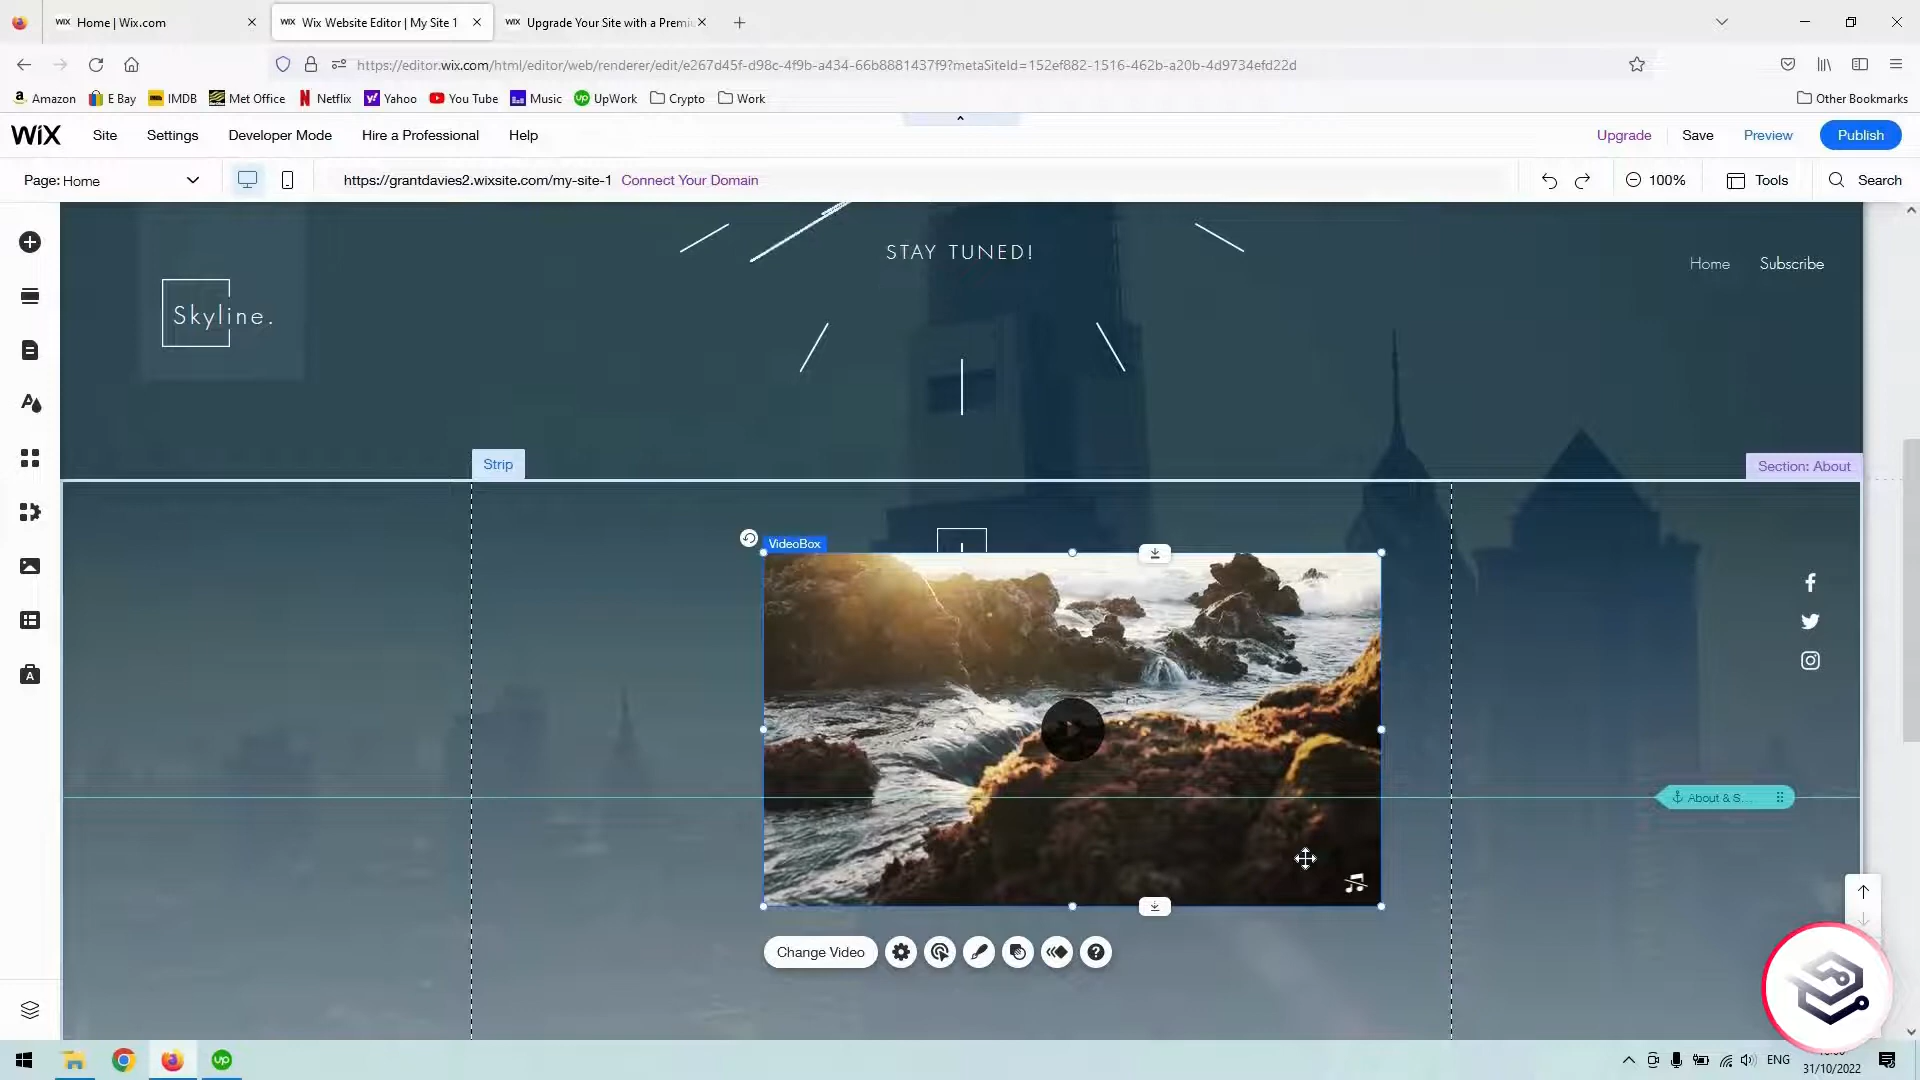 WIX Home | Wix.com
WIX Wix Website Editor | My Site 1
WIX Upgrade Your Site with a Premiu
https://editor.wix.com/html/editor/web/renderer/edit/e267d45f-d98c-4f9b-a434-66b8881437f9?metaSiteId=152ef882-1516-462b-a20b-4d9734efd22d
Amazon E Bay IMDB Met Office Netflix Yahoo You Tube Music UpWork Crypto Work Other Bookmarks
WiX Site Settings Developer Mode Hire a Professional Help Upgrade Save Preview Publish
Page: Home https://grantdavies2.wixsite.com/my-site-1 Connect Your Domain 100% Tools Search
STAY TUNED!
Home Subscribe
Skyline.
Strip
Section: About
VideoBox
About & S...
Change Video
ENG
31/10/2022